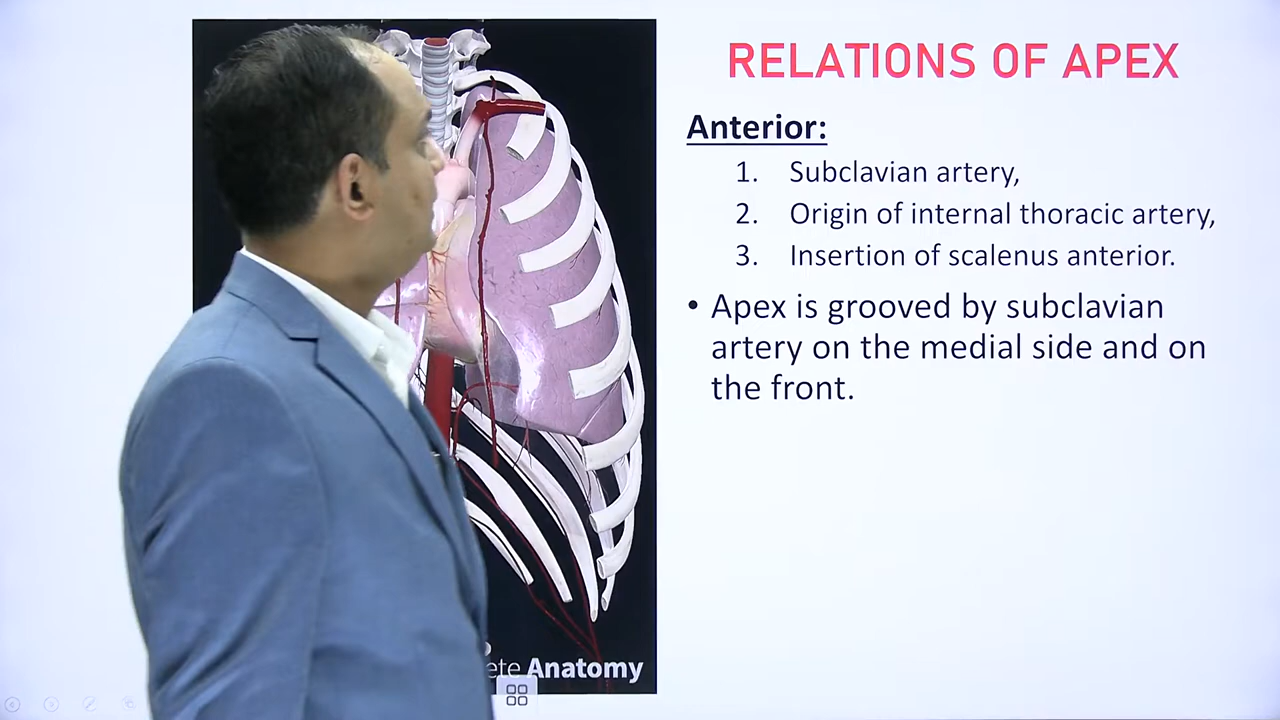 RELATIONS OF APEX
Anterior:
1. Subclavian artery,
2. Origin of internal thoracic artery,
3. Insertion of scalenus anterior.
• Apex is grooved by subclavian
artery on the medial side and on
the front.
ete Anatomy